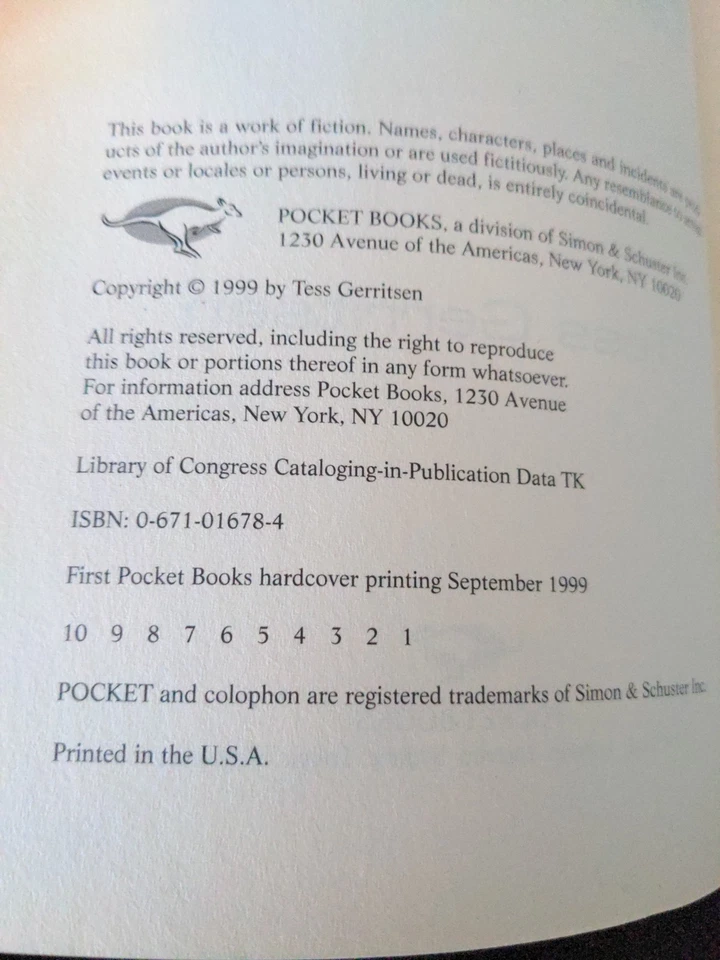 This book is a work of fiction. Names, characters, places and incidents are
ucts of the author's imagination or are used fictitiously. Any resemblance to
events or locales or persons, living or dead, is entirely coincidental.
POCKET BOOKS, a division of Simon & Schuster Inc.
1230 Avenue of the Americas, New York, NY 10020
Copyright © 1999 by Tess Gerritsen
All rights reserved, including the right to reproduce
this book or portions thereof in any form whatsoever.
For information address Pocket Books, 1230 Avenue
of the Americas, New York, NY 10020
Library of Congress Cataloging-in-Publication Data TK
ISBN: 0-671-01678-4
First Pocket Books hardcover printing September 1999
10 9 8 7 6 5 4 3 2 1
POCKET and colophon are registered trademarks of Simon & Schuster Inc.
Printed in the U.S.A.